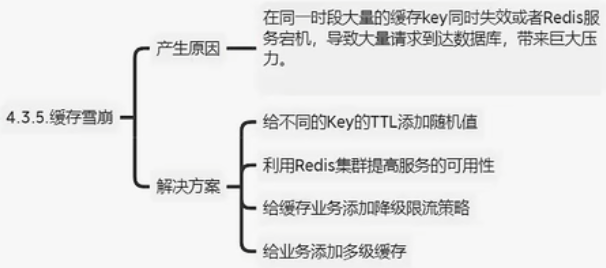 4.3.5.缓存雪崩
产生原因
在同一时段大量的缓存key同时失效或者Redis服
务宕机，导致大量请求到达数据库，带来巨大压
力。
解决方案
给不同的Key的TTL添加随机值
利用Redis集群提高服务的可用性
给缓存业务添加降级限流策略
给业务添加多级缓存